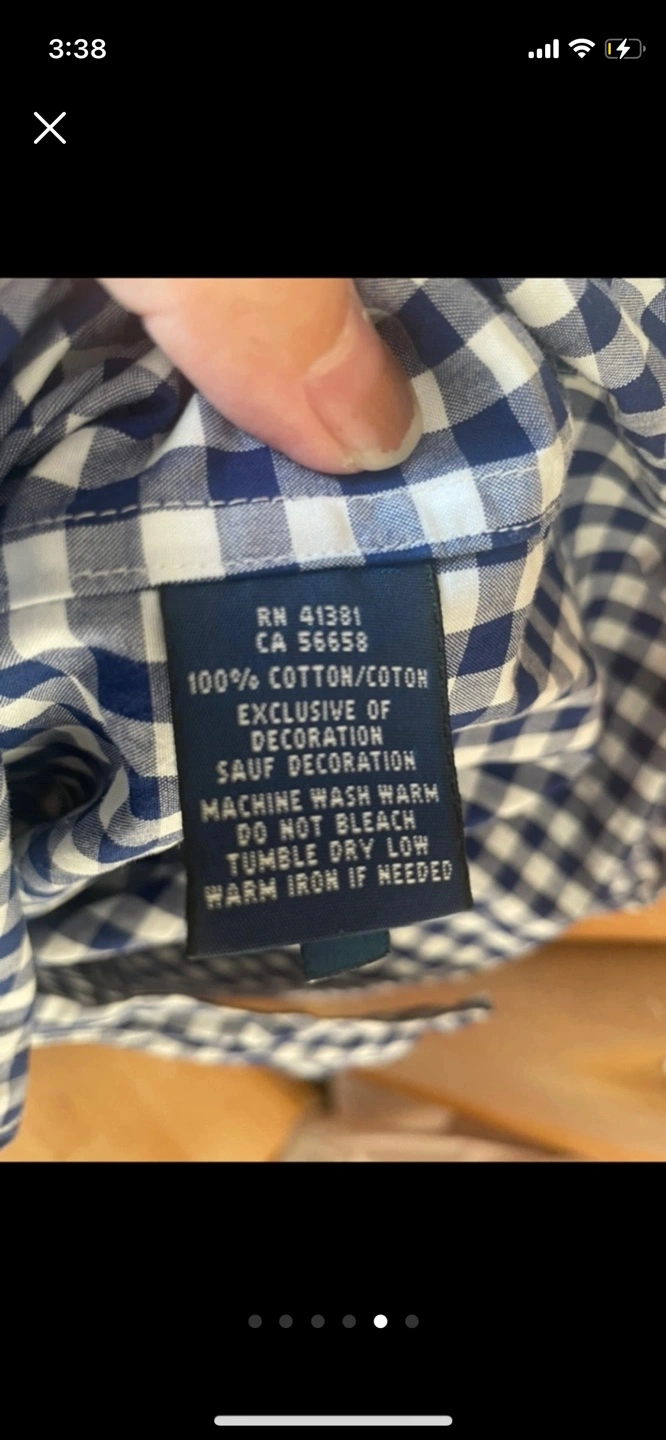 3:38
RN 41381
CA 56658
100% COTTON/COTON
EXCLUSIVE OF
DECORATION
SAUF DECORATION
MACHINE WASH WARM
DO NOT BLEACH
TUMBLE DRY LOW
WARM IRON IF NEEDED